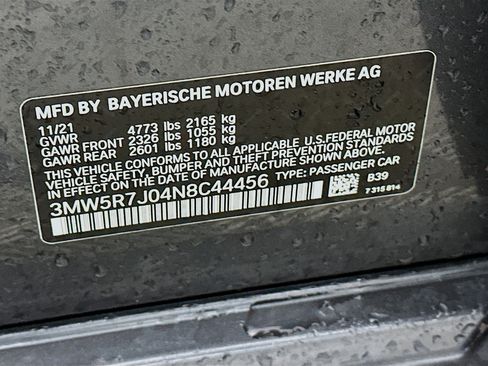 MFD BY BAYERISCHE MOTOREN WERKE AG
11/21
GVWR 4773 lbs 2165 kg
GAWR FRONT 2326 lbs 1055 kg
GAWR REAR 2601 lbs 1180 kg
THIS VEHICLE CONFORMS TO ALL APPLICABLE U.S. FEDERAL MOTOR
VEHICLE SAFETY, BUMPER AND THEFT PREVENTION STANDARDS
IN EFFECT ON THE DATE OF MANUFACTURE SHOWN ABOVE.
3MW5R7J04N8C44456 TYPE: PASSENGER CAR
B39
7 315 814